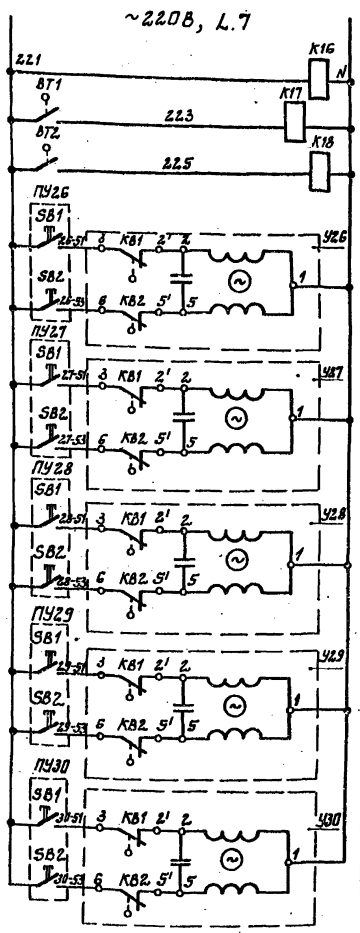 ~220В, L.7
221 К16 N
ВТ1 223 К17
ВТ2 225 К18
ПУ26 У26
SB1 26-51 3 КВ1 2' 2
1
SB2 26-53 6 КВ2 5' 5
ПУ27 У27
SB1 27-51 3 КВ1 2' 2
1
SB2 27-53 6 КВ2 5' 5
ПУ28 У28
SB1 28-51 3 КВ1 2' 2
1
SB2 28-53 6 КВ2 5' 5
ПУ29 У29
SB1 29-51 3 КВ1 2' 2
1
SB2 29-53 6 КВ2 5' 5
ПУ30 У30
SB1 30-51 3 КВ1 2' 2
1
SB2 30-53 6 КВ2 5' 5